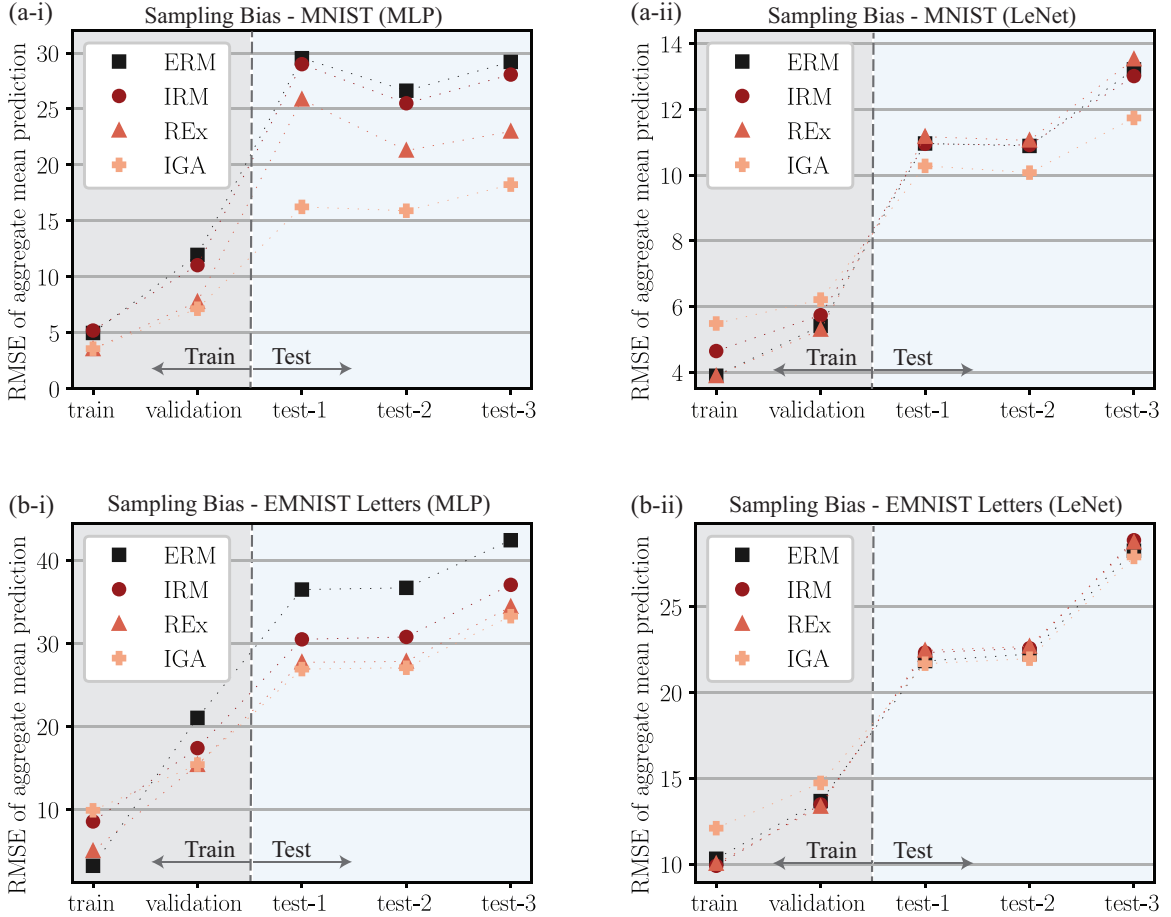 (a-i)
Sampling Bias - MNIST (MLP)
RMSE of aggregate mean prediction
30
25
20
15
10
5
0
ERM
IRM
REx
IGA
Train
Test
train
validation
test-1
test-2
test-3
(a-ii)
Sampling Bias - MNIST (LeNet)
RMSE of aggregate mean prediction
14
12
10
8
6
4
ERM
IRM
REx
IGA
Train
Test
train
validation
test-1
test-2
test-3
(b-i)
Sampling Bias - EMNIST Letters (MLP)
RMSE of aggregate mean prediction
40
30
20
10
ERM
IRM
REx
IGA
Train
Test
train
validation
test-1
test-2
test-3
(b-ii)
Sampling Bias - EMNIST Letters (LeNet)
RMSE of aggregate mean prediction
25
20
15
10
ERM
IRM
REx
IGA
Train
Test
train
validation
test-1
test-2
test-3